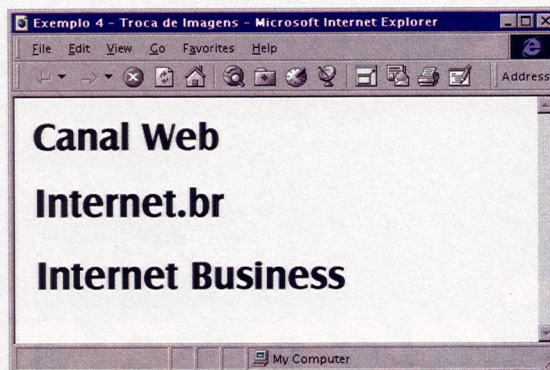 Exemplo 4 - Troca de Imagens - Microsoft Internet Explorer
File Edit View Go Favorites Help
Address
Canal Web
Internet.br
Internet Business
My Computer